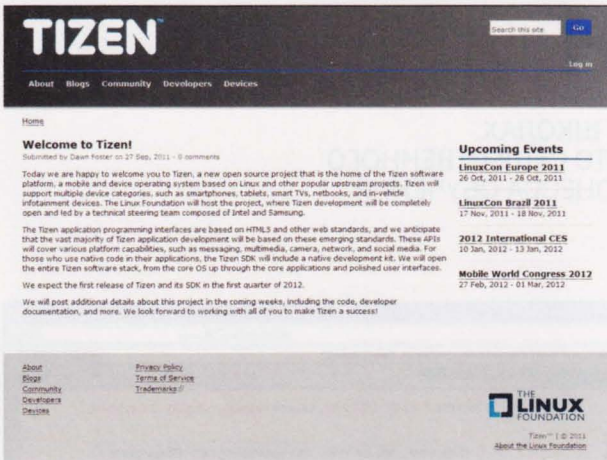 TIZEN™
Search this site
Go
Log in
About Blogs Community Developers Devices
Home
Welcome to Tizen!
Submitted by Dawn Foster on 27 Sep, 2011 - 0 comments
Today we are happy to welcome you to Tizen, a new open source project that is the home of the Tizen software
platform, a mobile and device operating system based on Linux and other popular upstream projects. Tizen will
support multiple device categories, such as smartphones, tablets, smart TVs, netbooks, and in-vehicle
infotainment devices. The Linux Foundation will host the project, where Tizen development will be completely
open and led by a technical steering team composed of Intel and Samsung.
The Tizen application programming interfaces are based on HTML5 and other web standards, and we anticipate
that the vast majority of Tizen application development will be based on these emerging standards. These APIs
will cover various platform capabilities, such as messaging, multimedia, camera, network, and social media. For
those who use native code in their applications, the Tizen SDK will include a native development kit. We will open
the entire Tizen software stack, from the core OS up through the core applications and polished user interfaces.
We expect the first release of Tizen and its SDK in the first quarter of 2012.
We will post additional details about this project in the coming weeks, including the code, developer
documentation, and more. We look forward to working with all of you to make Tizen a success!
Upcoming Events
LinuxCon Europe 2011
26 Oct, 2011 - 28 Oct, 2011
LinuxCon Brazil 2011
17 Nov, 2011 - 18 Nov, 2011
2012 International CES
10 Jan, 2012 - 13 Jan, 2012
Mobile World Congress 2012
27 Feb, 2012 - 01 Mar, 2012
About
Blogs
Community
Developers
Devices
Privacy Policy
Terms of Service
Trademarks
THE
LINUX
FOUNDATION
Tizen™ | © 2011
About the Linux Foundation